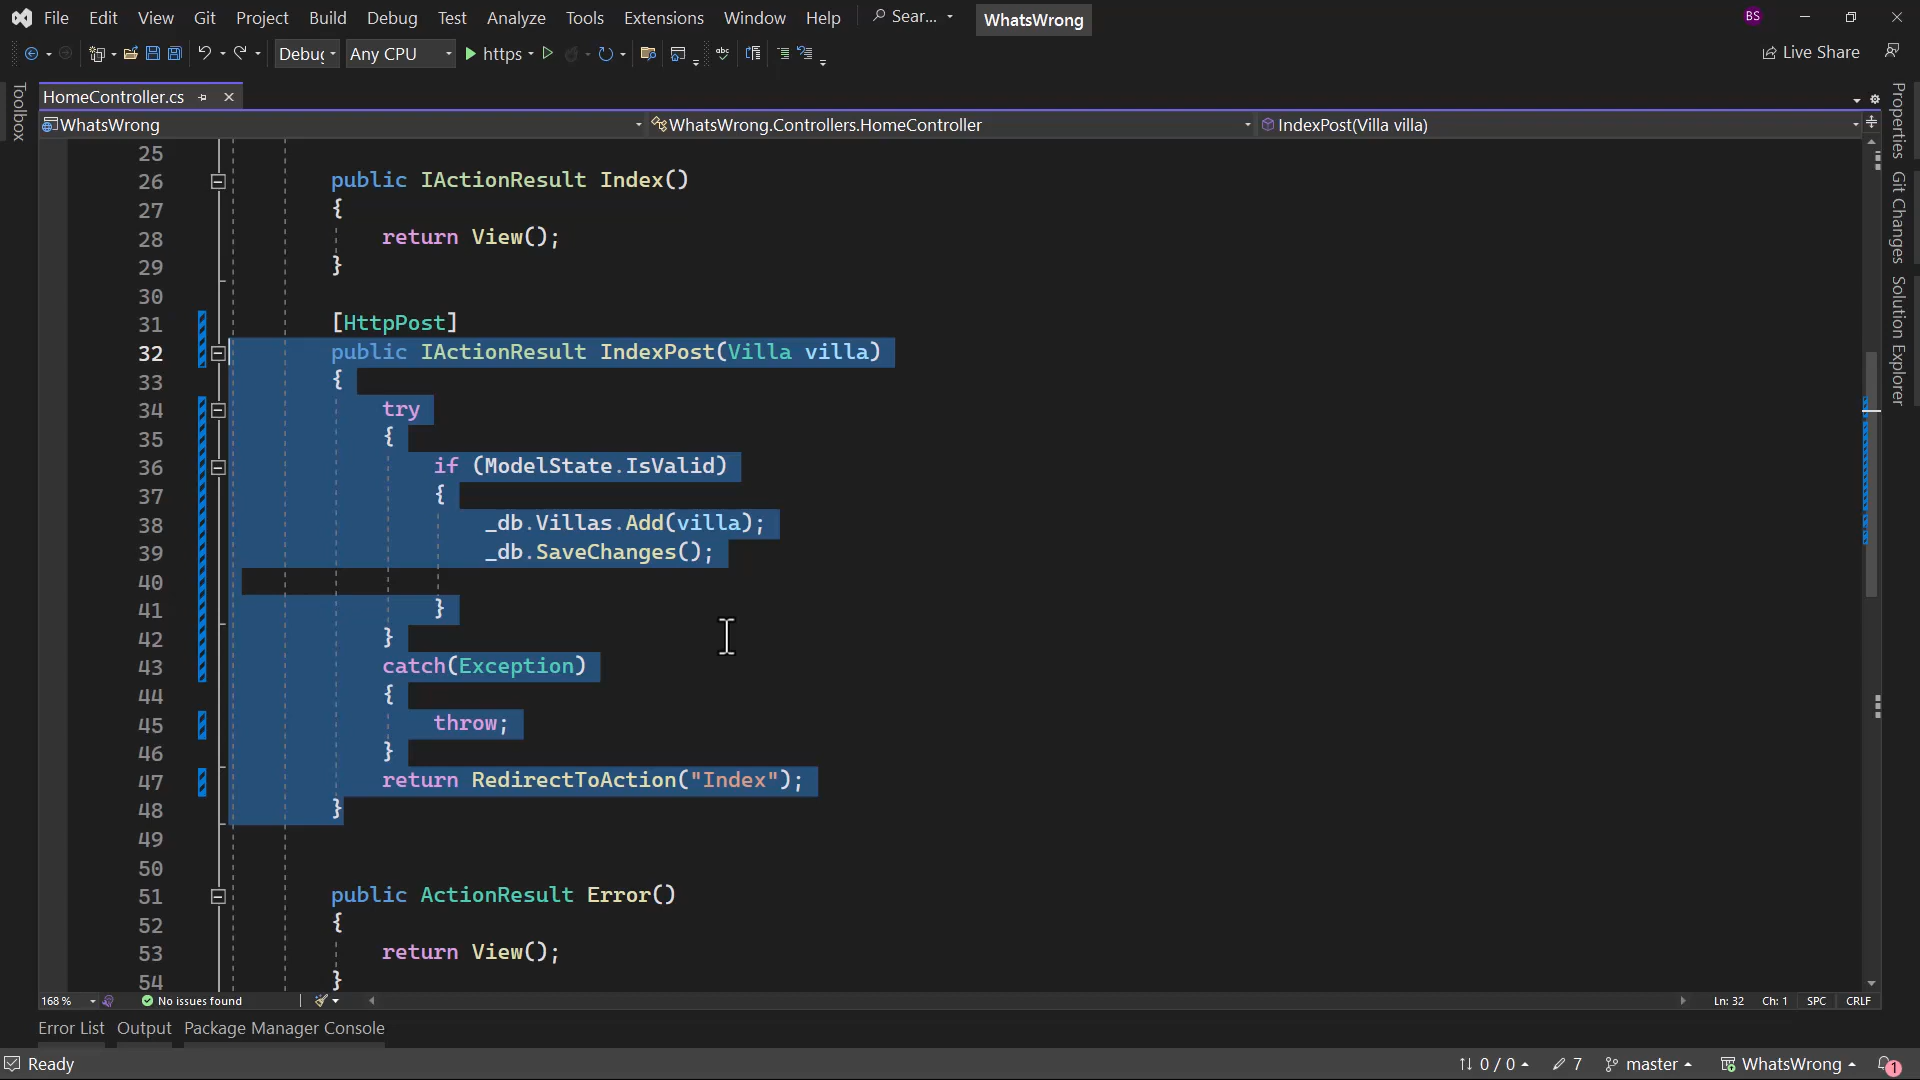 File Edit View Git Project Build Debug Test Analyze Tools Extensions Window Help Sear... WhatsWrong BS
Debug Any CPU https Live Share
Toolbox
HomeController.cs
WhatsWrong WhatsWrong.Controllers.HomeController IndexPost(Villa villa)
25
26 public IActionResult Index()
27 {
28 return View();
29 }
30
31 [HttpPost]
32 public IActionResult IndexPost(Villa villa)
33 {
34 try
35 {
36 if (ModelState.IsValid)
37 {
38 _db.Villas.Add(villa);
39 _db.SaveChanges();
40
41 }
42 }
43 catch(Exception)
44 {
45 throw;
46 }
47 return RedirectToAction("Index");
48 }
49
50
51 public ActionResult Error()
52 {
53 return View();
54 }
Properties
Git Changes
Solution Explorer
168 % No issues found Ln: 32 Ch: 1 SPC CRLF
Error List Output Package Manager Console
Ready 0 / 0 7 master WhatsWrong 1